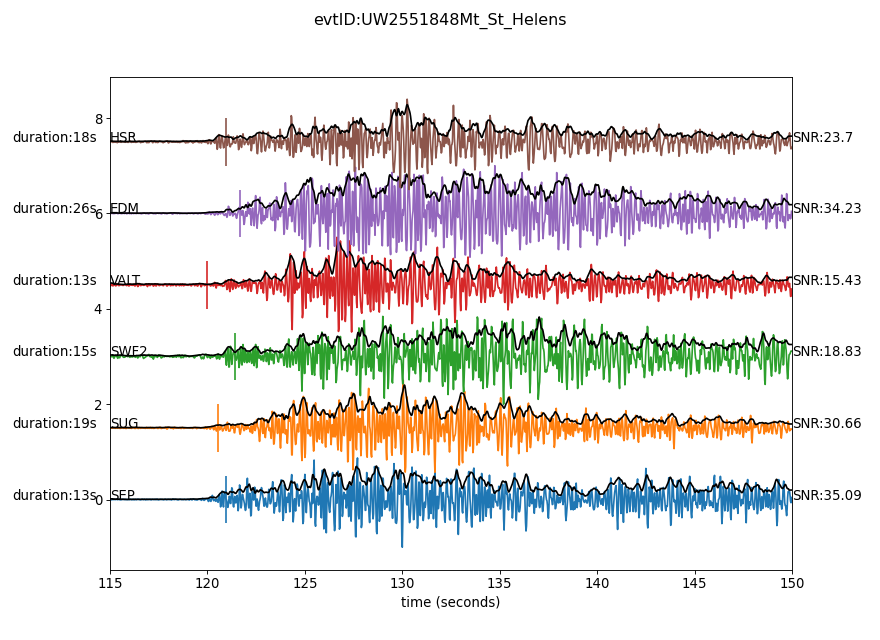 evtID:UW2551848Mt_St_Helens
8
duration:18s HSR SNR:23.7
duration:26s EDM SNR:34.23
6
duration:13s VALT SNR:15.43
4
duration:15s SWF2 SNR:18.83
2
duration:19s SUG SNR:30.66
duration:13s SEP SNR:35.09
0
115 120 125 130 135 140 145 150
time (seconds)